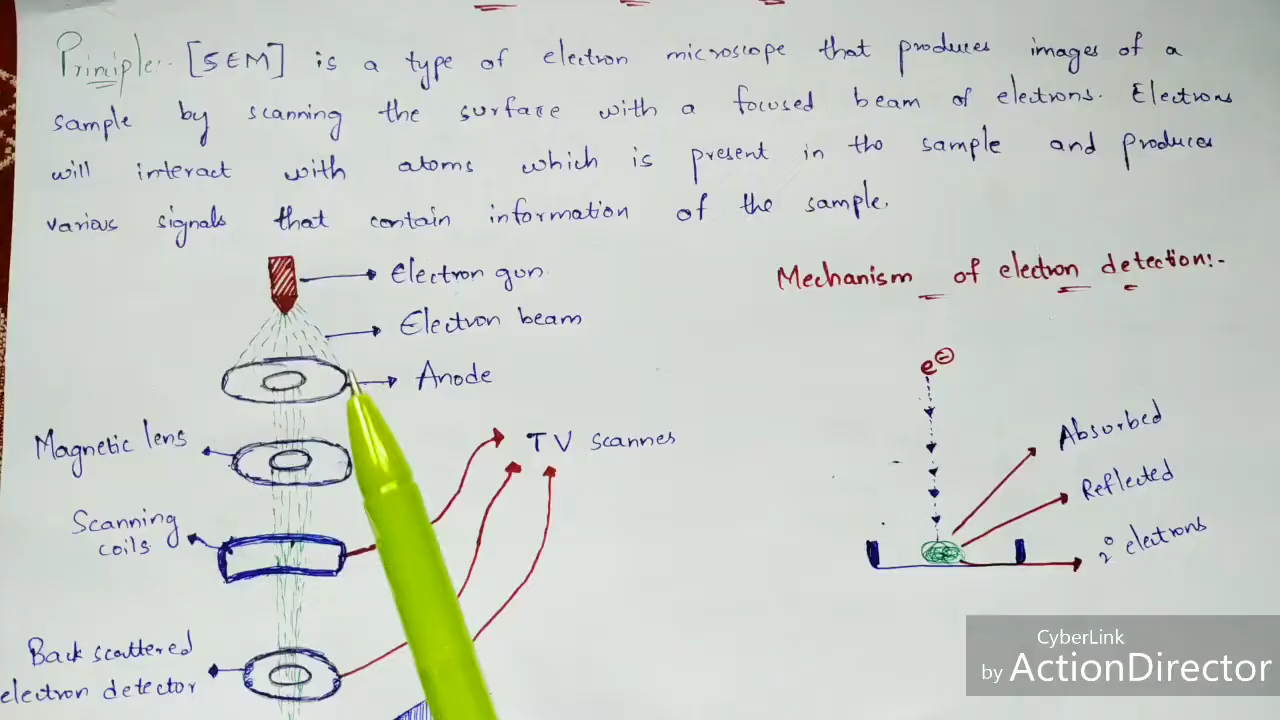 Priniple:- [SEM] is a type of electron microscope that produces images of a
sample by scanning the surface with a focused beam of electrons. Electrons
will interact with atoms which is present in the sample and produces
various signals that contain information of the sample.
Electron gun
Electron beam
Anode
Magnetic lens
TV scannes
Scanning
coils
Back scattered
electron detector
Mechanism of electron detection:-
e⊖
Absorbed
Reflected
2° electrons
CyberLink
by ActionDirector